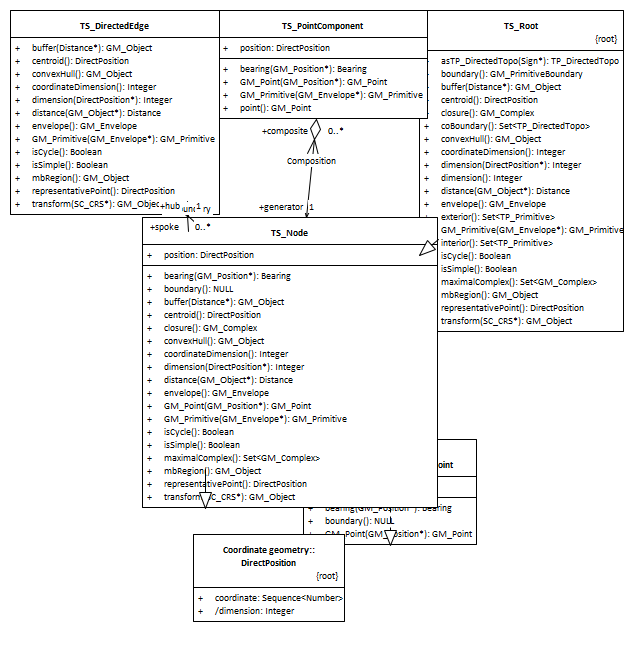 TS_DirectedEdge
+ buffer(Distance*): GM_Object
+ centroid(): DirectPosition
+ convexHull(): GM_Object
+ coordinateDimension(): Integer
+ dimension(DirectPosition*): Integer
+ distance(GM_Object*): Distance
+ envelope(): GM_Envelope
+ GM_Primitive(GM_Envelope*): GM_Primitive
+ isCycle(): Boolean
+ isSimple(): Boolean
+ mbRegion(): GM_Object
+ representativePoint(): DirectPosition
+ transform(SC_CRS*):
TS_PointComponent
+ position: DirectPosition
+ bearing(GM_Position*): Bearing
+ GM_Point(GM_Position*): GM_Point
+ GM_Primitive(GM_Envelope*): GM_Primitive
+ point(): GM_Point
TS_Root
{root}
asTP_DirectedTopo(Sign*): TP_DirectedTopo
boundary(): GM_PrimitiveBoundary
buffer(Distance*): GM_Object
centroid(): DirectPosition
closure(): GM_Complex
+ coBoundary(): Set<TP_DirectedTopo>
+ convexHull(): GM_Object
+ coordinateDimension(): Integer
+ dimension(DirectPosition*): Integer
+ dimension(): Integer
+ distance(GM_Object*): Distance
+ envelope(): GM_Envelope
exterior(): Set<TP_Primitive>
GM_Primitive(GM_Envelope*): GM_Primitive
interior(): Set<TP_Primitive>
isCycle(): Boolean
isSimple(): Boolean
maximalComplex(): Set<GM_Complex>
mbRegion(): GM_Object
representativePoint(): DirectPosition
transform(SC_CRS*): GM_Object
+composite 0..*
Composition
+generator 1
+hub 1
+spoke 0..*
TS_Node
+ position: DirectPosition
+ bearing(GM_Position*): Bearing
+ boundary(): NULL
+ buffer(Distance*): GM_Object
+ centroid(): DirectPosition
+ closure(): GM_Complex
+ convexHull(): GM_Object
+ coordinateDimension(): Integer
+ dimension(DirectPosition*): Integer
+ distance(GM_Object*): Distance
+ envelope(): GM_Envelope
+ GM_Point(GM_Position*): GM_Point
+ GM_Primitive(GM_Envelope*): GM_Primitive
+ isCycle(): Boolean
+ isSimple(): Boolean
+ maximalComplex(): Set<GM_Complex>
+ mbRegion(): GM_Object
+ representativePoint(): DirectPosition
+ transform(SC_CRS*): GM_Object
bearing(GM_Position*): Bearing
+ boundary(): NULL
+ GM_Point(GM_Position*): GM_Point
Coordinate geometry::
DirectPosition
{root}
+ coordinate: Sequence<Number>
+ /dimension: Integer